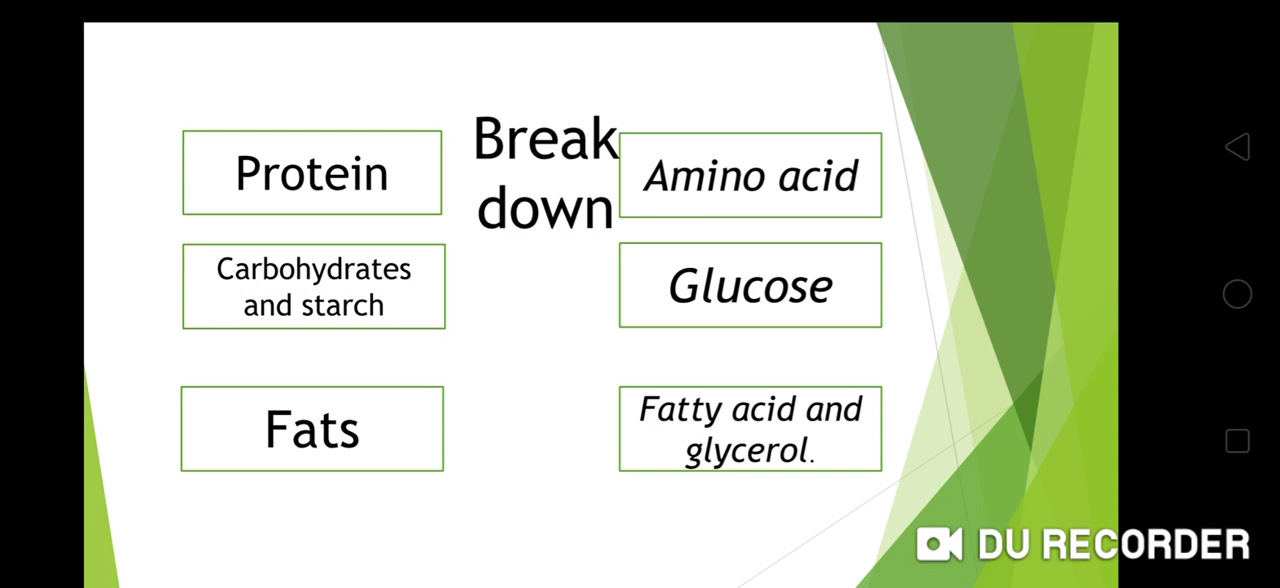 Protein
Break
down
Amino acid
Carbohydrates
and starch
Glucose
Fats
Fatty acid and
glycerol.
DU RECORDER